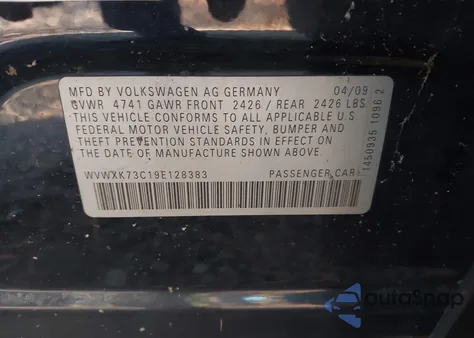 MFD BY VOLKSWAGEN AG GERMANY 04/09
GVWR 4741 GAWR FRONT 2426 / REAR 2426 LBS
THIS VEHICLE CONFORMS TO ALL APPLICABLE U.S
FEDERAL MOTOR VEHICLE SAFETY, BUMPER AND
THEFT PREVENTION STANDARDS IN EFFECT ON THE
DATE OF MANUFACTURE SHOWN ABOVE.
WVWXK73C19E128383 PASSENGER CAR
1450935 1096 2
AutoSnap